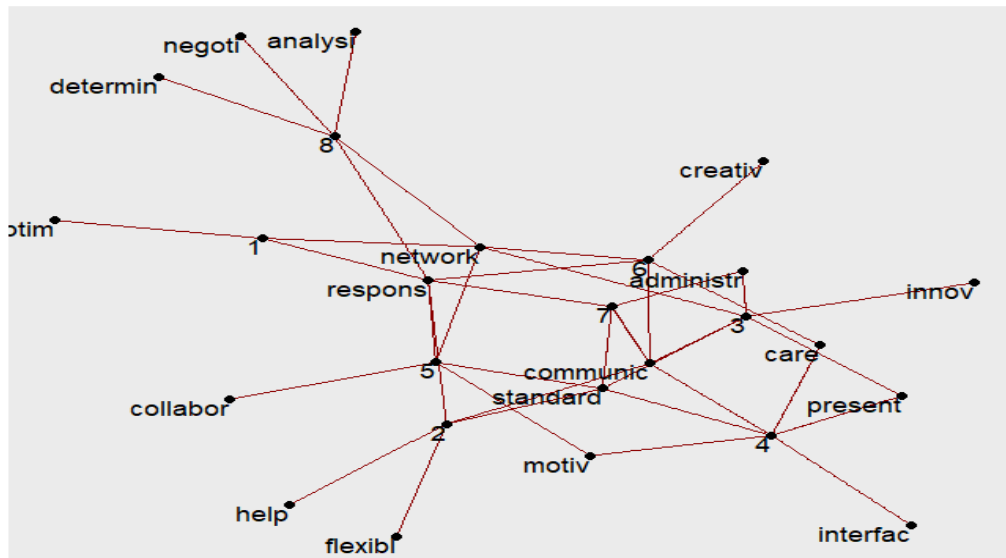 negoti
analysi
determin
8
creativ
otim
1
network
6
respons
administr
innov
7
3
communic
care
5
standard
collabor
present
2
4
motiv
help
interfac
flexibl